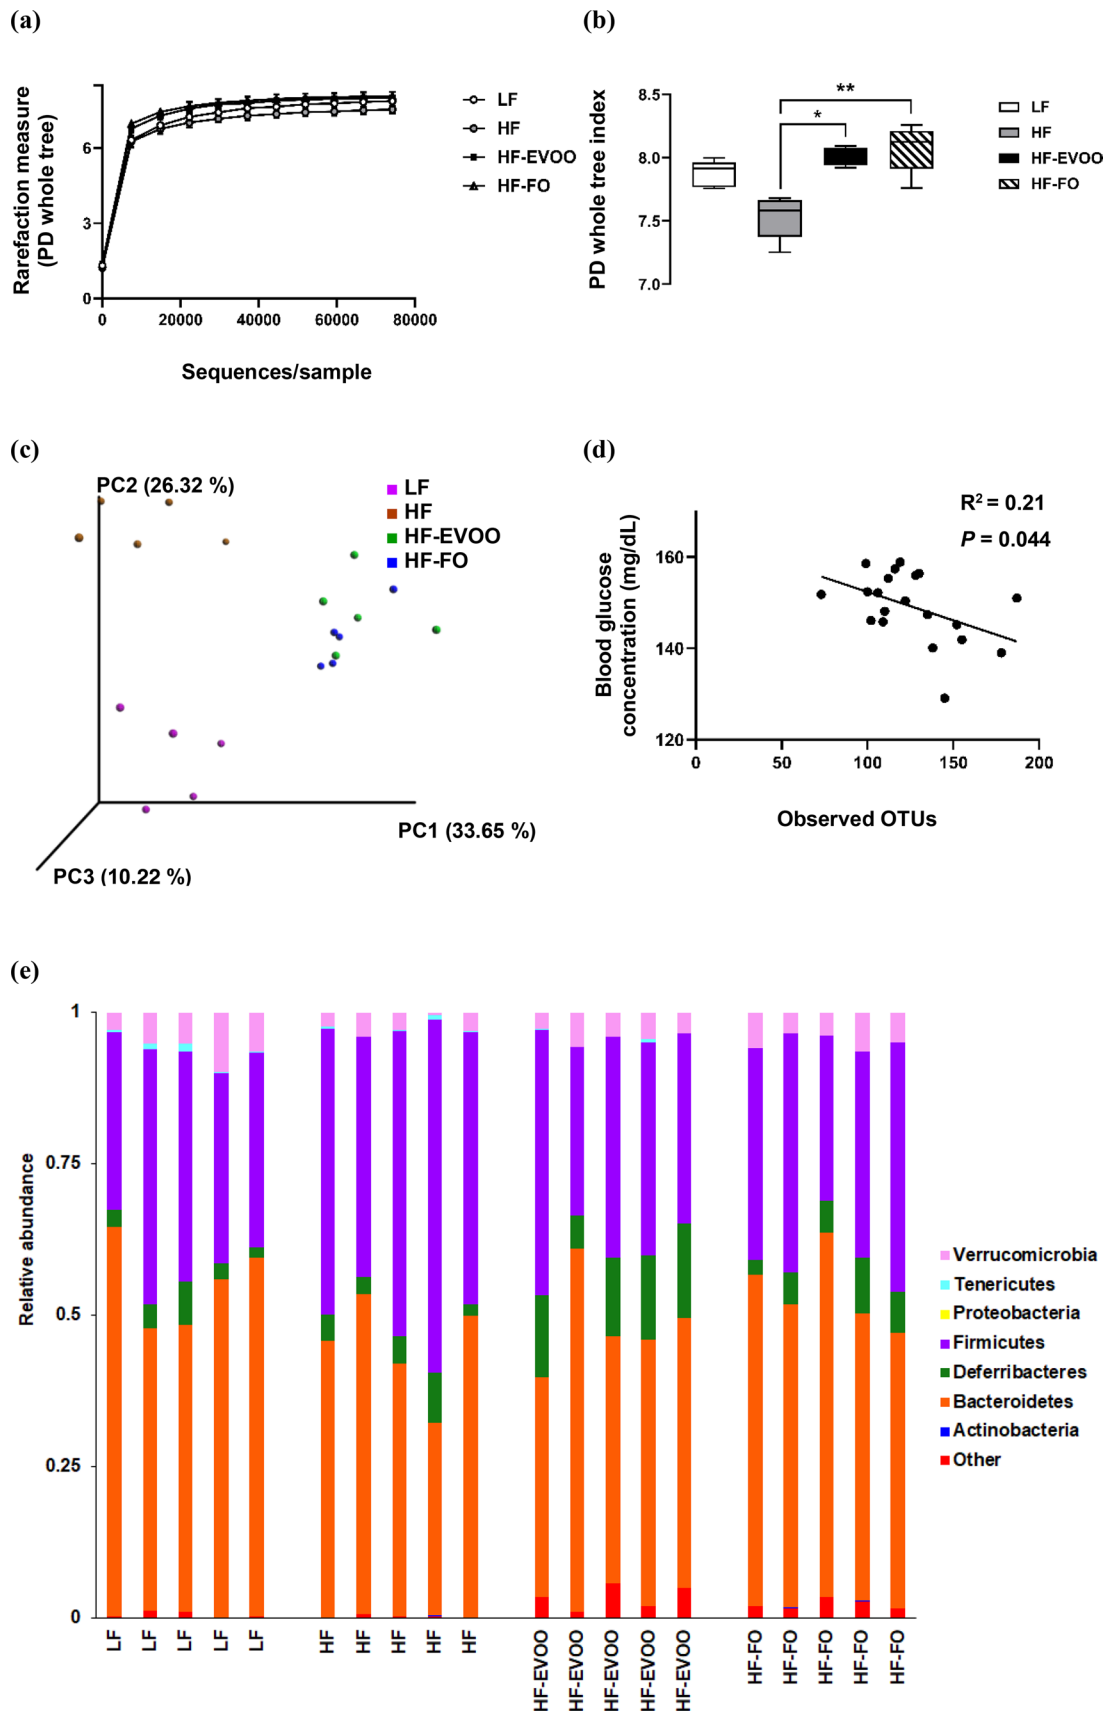 (a)
Rarefaction measure
(PD whole tree)
6
3
0
0 20000 40000 60000 80000
Sequences/sample
LF
HF
HF-EVOO
HF-FO
(b)
PD whole tree index
8.5
8.0
7.5
7.0
*
**
LF
HF
HF-EVOO
HF-FO
(c)
PC2 (26.32 %)
LF
HF
HF-EVOO
HF-FO
PC1 (33.65 %)
PC3 (10.22 %)
(d)
R2 = 0.21
P = 0.044
Blood glucose
concentration (mg/dL)
160
140
120
0 50 100 150 200
Observed OTUs
(e)
Relative abundance
1
0.75
0.5
0.25
0
LF LF LF LF LF HF HF HF HF HF HF-EVOO HF-EVOO HF-EVOO HF-EVOO HF-EVOO HF-FO HF-FO HF-FO HF-FO HF-FO
Verrucomicrobia
Tenericutes
Proteobacteria
Firmicutes
Deferribacteres
Bacteroidetes
Actinobacteria
Other